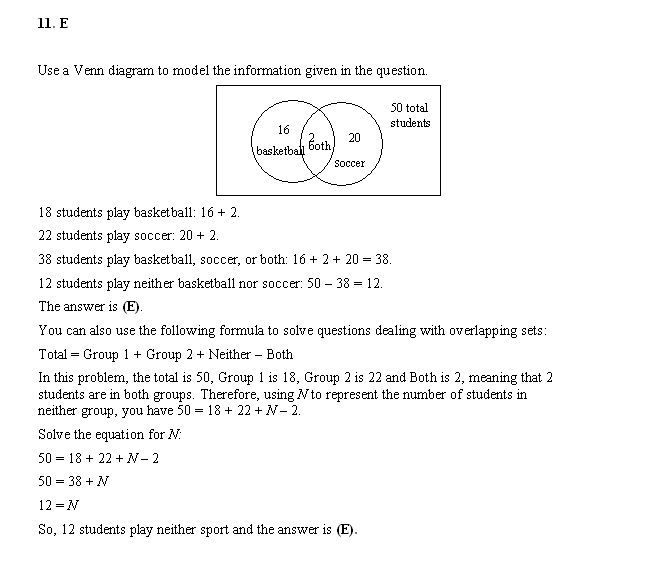 11. E
Use a Venn diagram to model the information given in the question.
50 total
students
16
2
20
basketball
both
soccer
18 students play basketball: 16 + 2.
22 students play soccer: 20 + 2.
38 students play basketball, soccer, or both: 16 + 2 + 20 = 38.
12 students play neither basketball nor soccer: 50 – 38 = 12.
The answer is (E).
You can also use the following formula to solve questions dealing with overlapping sets:
Total = Group 1 + Group 2 + Neither – Both
In this problem, the total is 50, Group 1 is 18, Group 2 is 22 and Both is 2, meaning that 2
students are in both groups. Therefore, using N to represent the number of students in
neither group, you have 50 = 18 + 22 + N – 2.
Solve the equation for N:
50 = 18 + 22 + N – 2
50 = 38 + N
12 = N
So, 12 students play neither sport and the answer is (E).